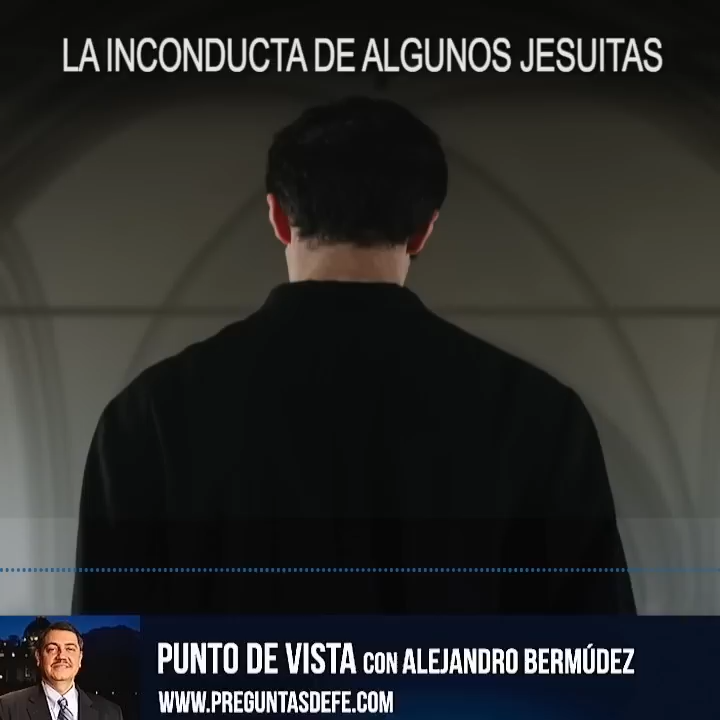 LA INCONDUCTA DE ALGUNOS JESUITAS
PUNTO DE VISTA CON ALEJANDRO BERMÚDEZ
WWW.PREGUNTASDEFE.COM